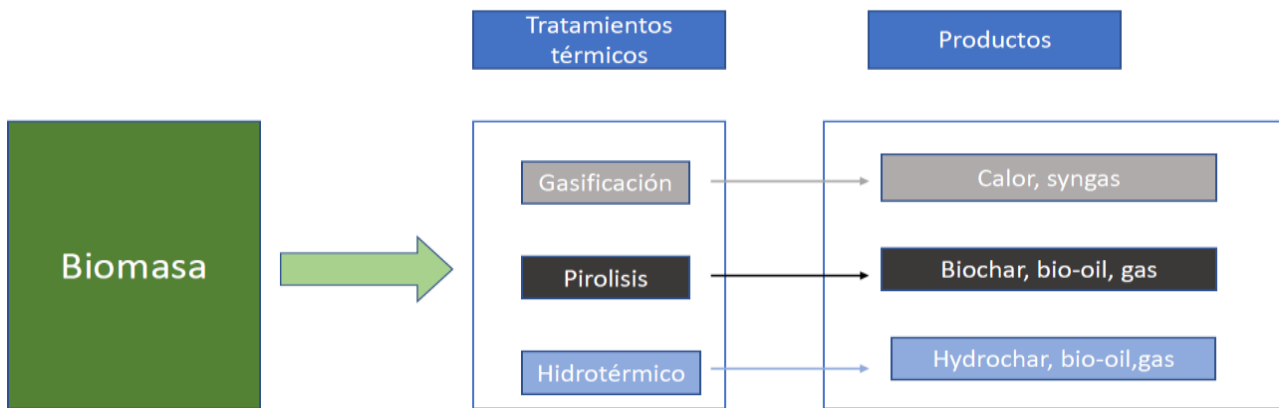 Tratamientos
térmicos
Productos
Biomasa
Gasificación
Calor, syngas
Pirolisis
Biochar, bio-oil, gas
Hidrotérmico
Hydrochar, bio-oil,gas